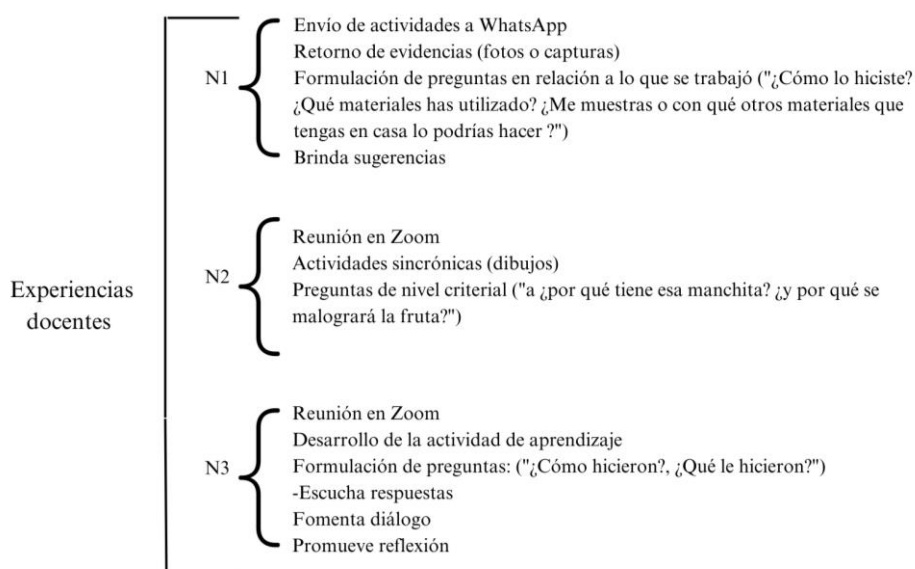 Experiencias
docentes
N1
Envío de actividades a WhatsApp
Retorno de evidencias (fotos o capturas)
Formulación de preguntas en relación a lo que se trabajó ("¿Cómo lo hiciste?
¿Qué materiales has utilizado? ¿Me muestras o con qué otros materiales que
tengas en casa lo podrías hacer ?")
Brinda sugerencias
N2
Reunión en Zoom
Actividades sincrónicas (dibujos)
Preguntas de nivel criterial ("a ¿por qué tiene esa manchita? ¿y por qué se
malogrará la fruta?")
N3
Reunión en Zoom
Desarrollo de la actividad de aprendizaje
Formulación de preguntas: ("¿Cómo hicieron?, ¿Qué le hicieron?")
-Escucha respuestas
Fomenta diálogo
Promueve reflexión